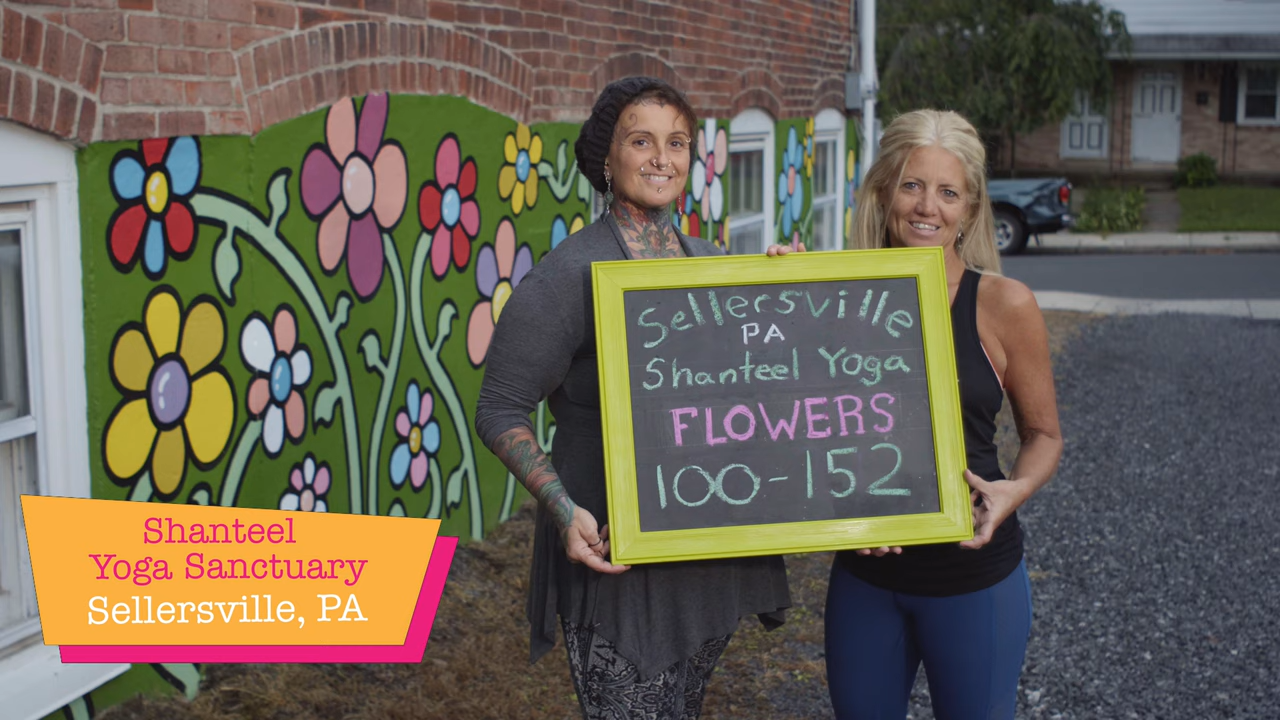 Sellersville
PA
Shanteel Yoga
FLOWERS
100-152
Shanteel
Yoga Sanctuary
Sellersville, PA